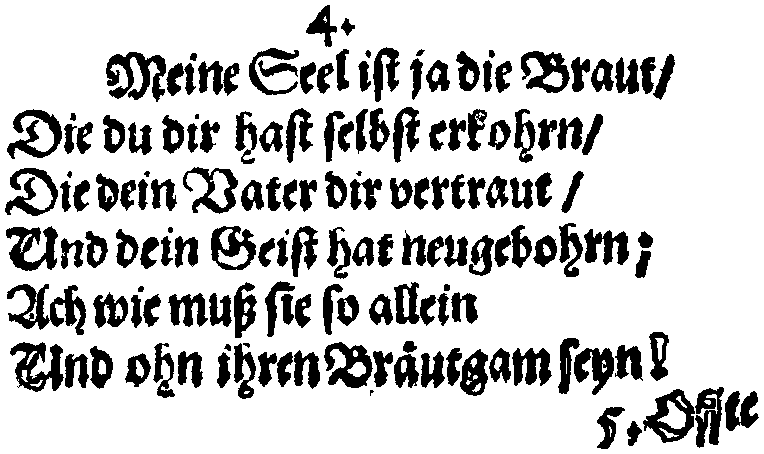 4.
Meine Seel ist ja die Braut/
Die du dir hast selbst erkohrn/
Die dein Vater dir vertraut /
Und dein Geist hat neugebohrn;
Ach wie muß sie so allein
Und ohn ihren Bräutgam seyn!
5.